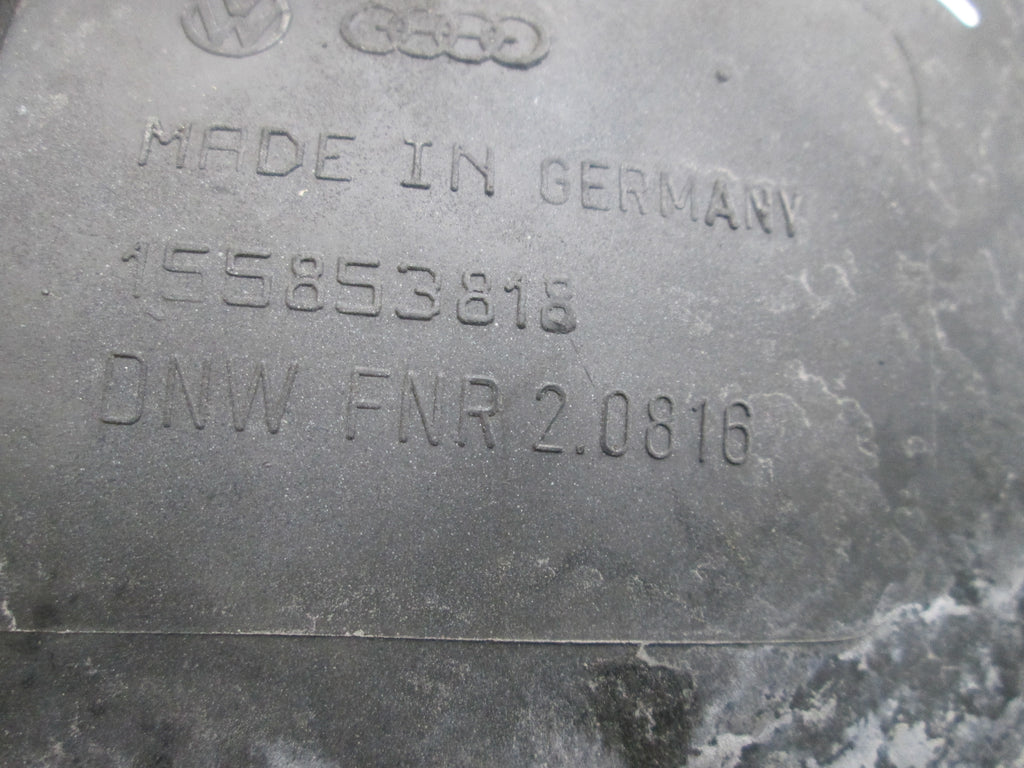 MADE IN GERMANY
155853818
DNW FNR 2.0816